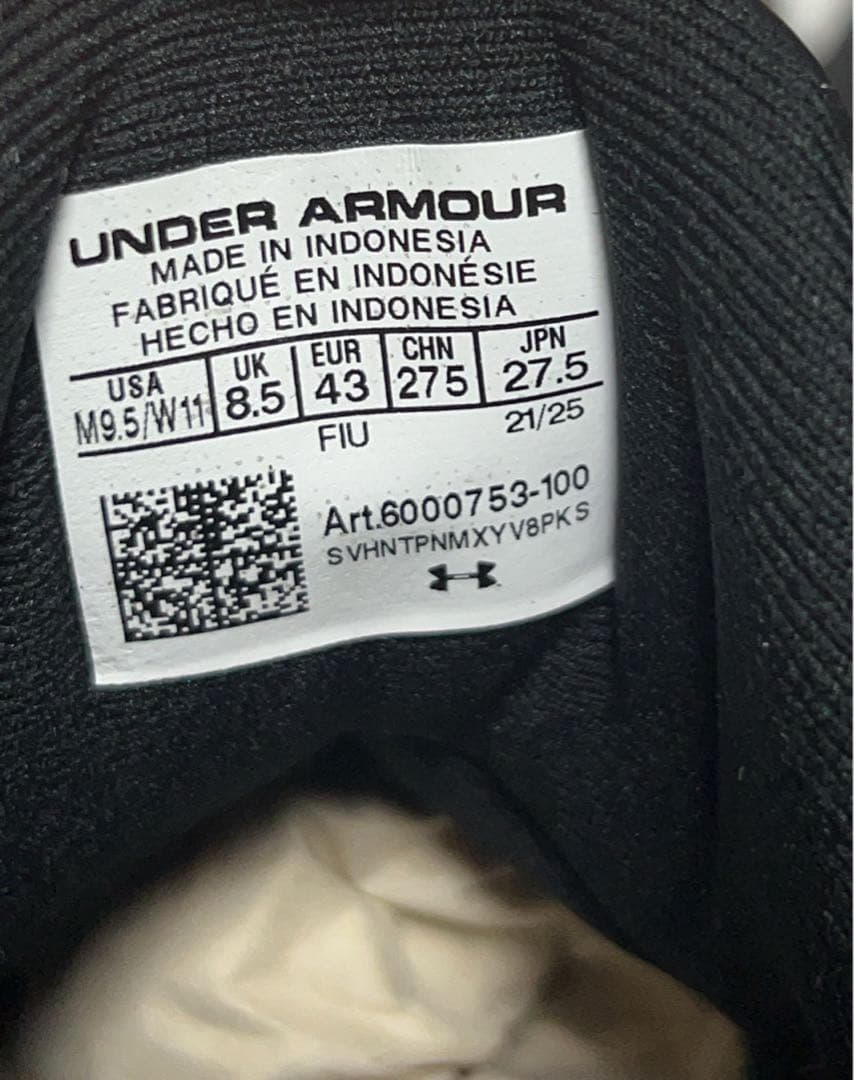 UNDER ARMOUR
MADE IN INDONESIA
FABRIQUÉ EN INDONÉSIE
HECHO EN INDONESIA
USA UK EUR CHN JPN
M9.5/W11 8.5 43 275 27.5
FIU 21/25
Art.6000753-100
SVHNTPNMXYV8PKS